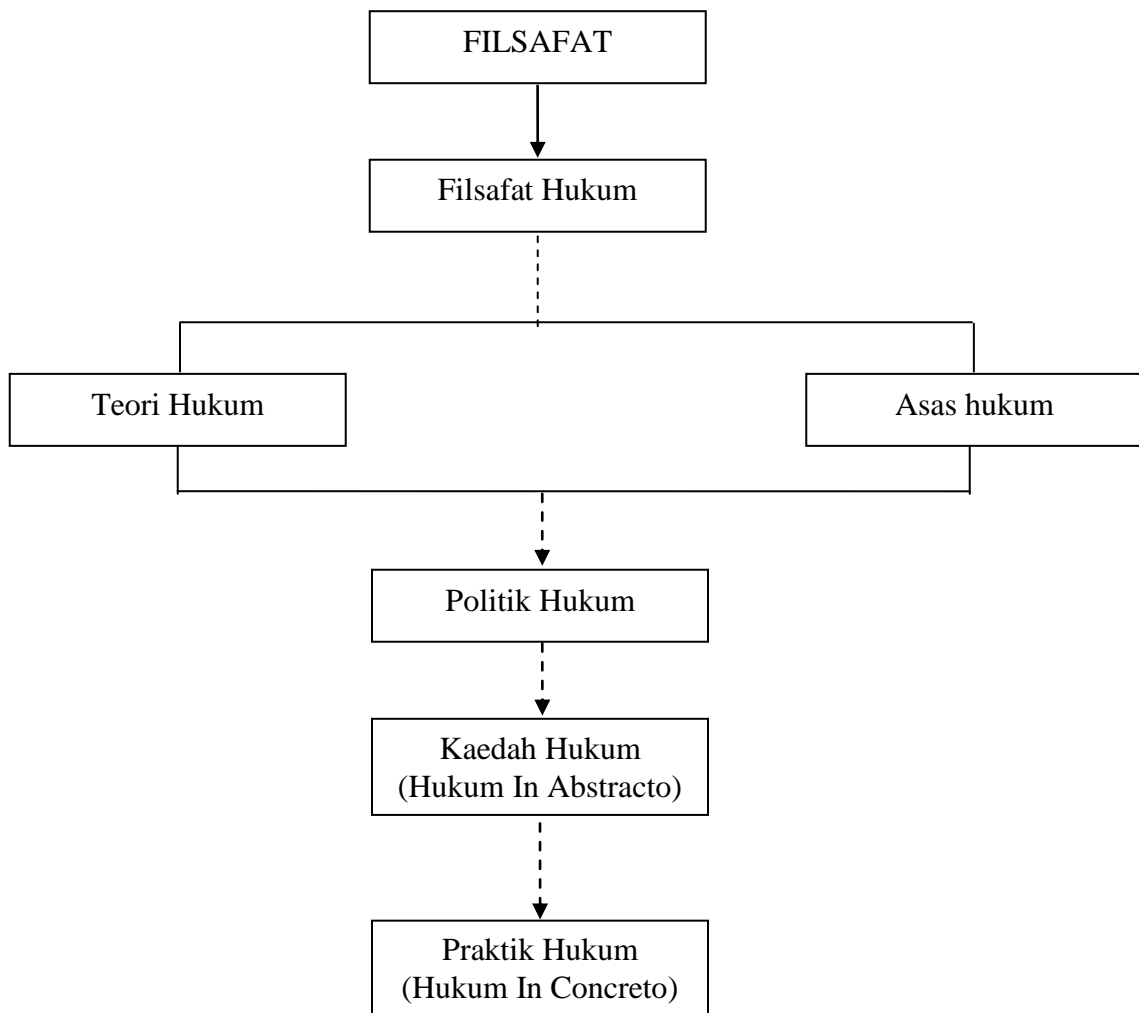 FILSAFAT
Filsafat Hukum
Teori Hukum
Asas hukum
Politik Hukum
Kaedah Hukum
(Hukum In Abstracto)
Praktik Hukum
(Hukum In Concreto)